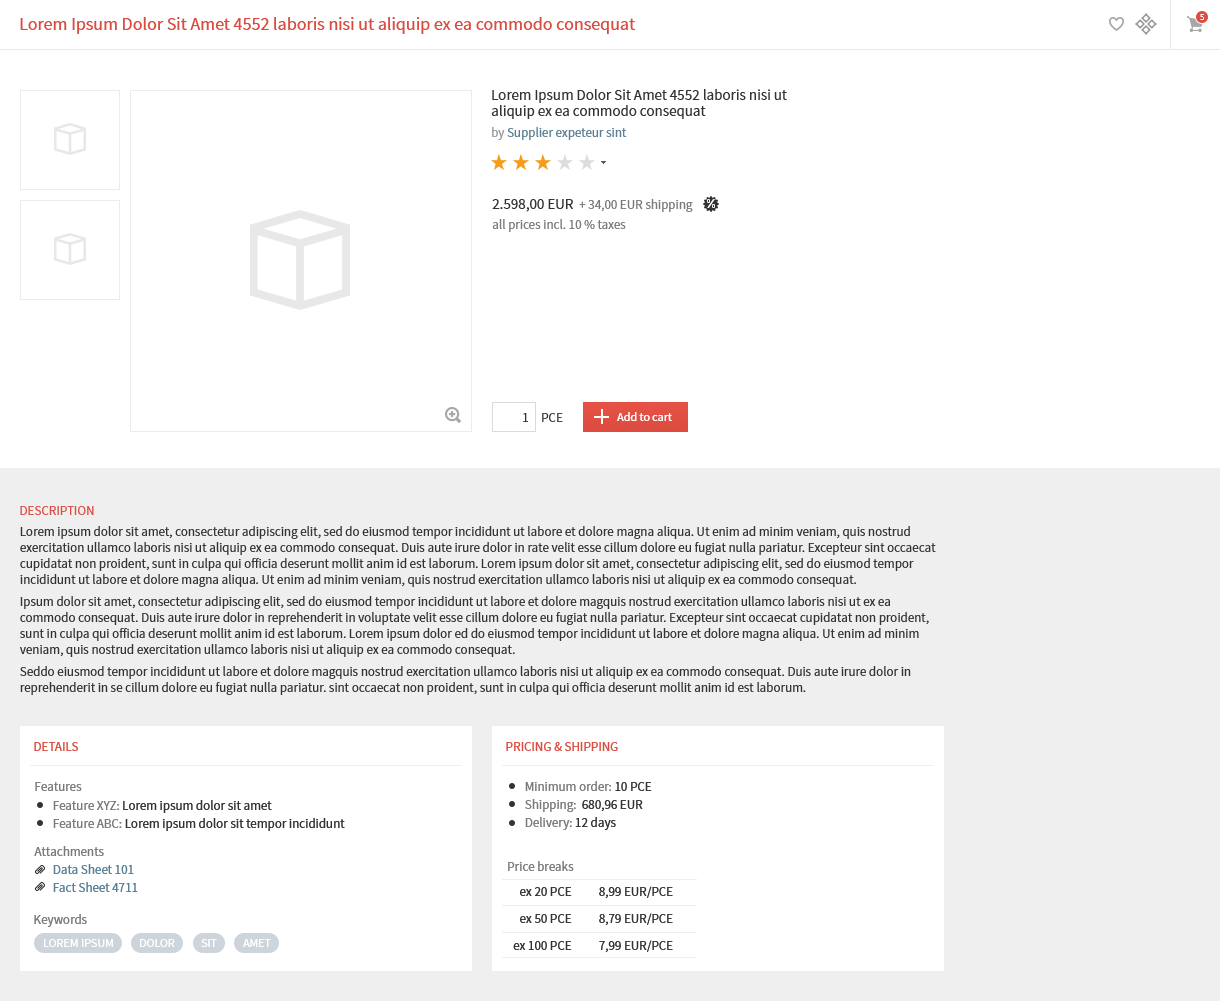 Lorem Ipsum Dolor Sit Amet 4552 laboris nisi ut aliquip ex ea commodo consequat
5
Lorem Ipsum Dolor Sit Amet 4552 laboris nisi ut
aliquip ex ea commodo consequat
by Supplier expeteur sint
2.598,00 EUR + 34,00 EUR shipping %
all prices incl. 10 % taxes
1 PCE Add to cart
DESCRIPTION
Lorem ipsum dolor sit amet, consectetur adipiscing elit, sed do eiusmod tempor incididunt ut labore et dolore magna aliqua. Ut enim ad minim veniam, quis nostrud
exercitation ullamco laboris nisi ut aliquip ex ea commodo consequat. Duis aute irure dolor in rate velit esse cillum dolore eu fugiat nulla pariatur. Excepteur sint occaecat
cupidatat non proident, sunt in culpa qui officia deserunt mollit anim id est laborum. Lorem ipsum dolor sit amet, consectetur adipiscing elit, sed do eiusmod tempor
incididunt ut labore et dolore magna aliqua. Ut enim ad minim veniam, quis nostrud exercitation ullamco laboris nisi ut aliquip ex ea commodo consequat.
Ipsum dolor sit amet, consectetur adipiscing elit, sed do eiusmod tempor incididunt ut labore et dolore magquis nostrud exercitation ullamco laboris nisi ut ex ea
commodo consequat. Duis aute irure dolor in reprehenderit in voluptate velit esse cillum dolore eu fugiat nulla pariatur. Excepteur sint occaecat cupidatat non proident,
sunt in culpa qui officia deserunt mollit anim id est laborum. Lorem ipsum dolor ed do eiusmod tempor incididunt ut labore et dolore magna aliqua. Ut enim ad minim
veniam, quis nostrud exercitation ullamco laboris nisi ut aliquip ex ea commodo consequat.
Seddo eiusmod tempor incididunt ut labore et dolore magquis nostrud exercitation ullamco laboris nisi ut aliquip ex ea commodo consequat. Duis aute irure dolor in
reprehenderit in se cillum dolore eu fugiat nulla pariatur. sint occaecat non proident, sunt in culpa qui officia deserunt mollit anim id est laborum.
DETAILS
Features
Feature XYZ: Lorem ipsum dolor sit amet
Feature ABC: Lorem ipsum dolor sit tempor incididunt
Attachments
Data Sheet 101
Fact Sheet 4711
Keywords
LOREM IPSUM DOLOR SIT AMET
PRICING & SHIPPING
Minimum order: 10 PCE
Shipping: 680,96 EUR
Delivery: 12 days
Price breaks
ex 20 PCE 8,99 EUR/PCE
ex 50 PCE 8,79 EUR/PCE
ex 100 PCE 7,99 EUR/PCE